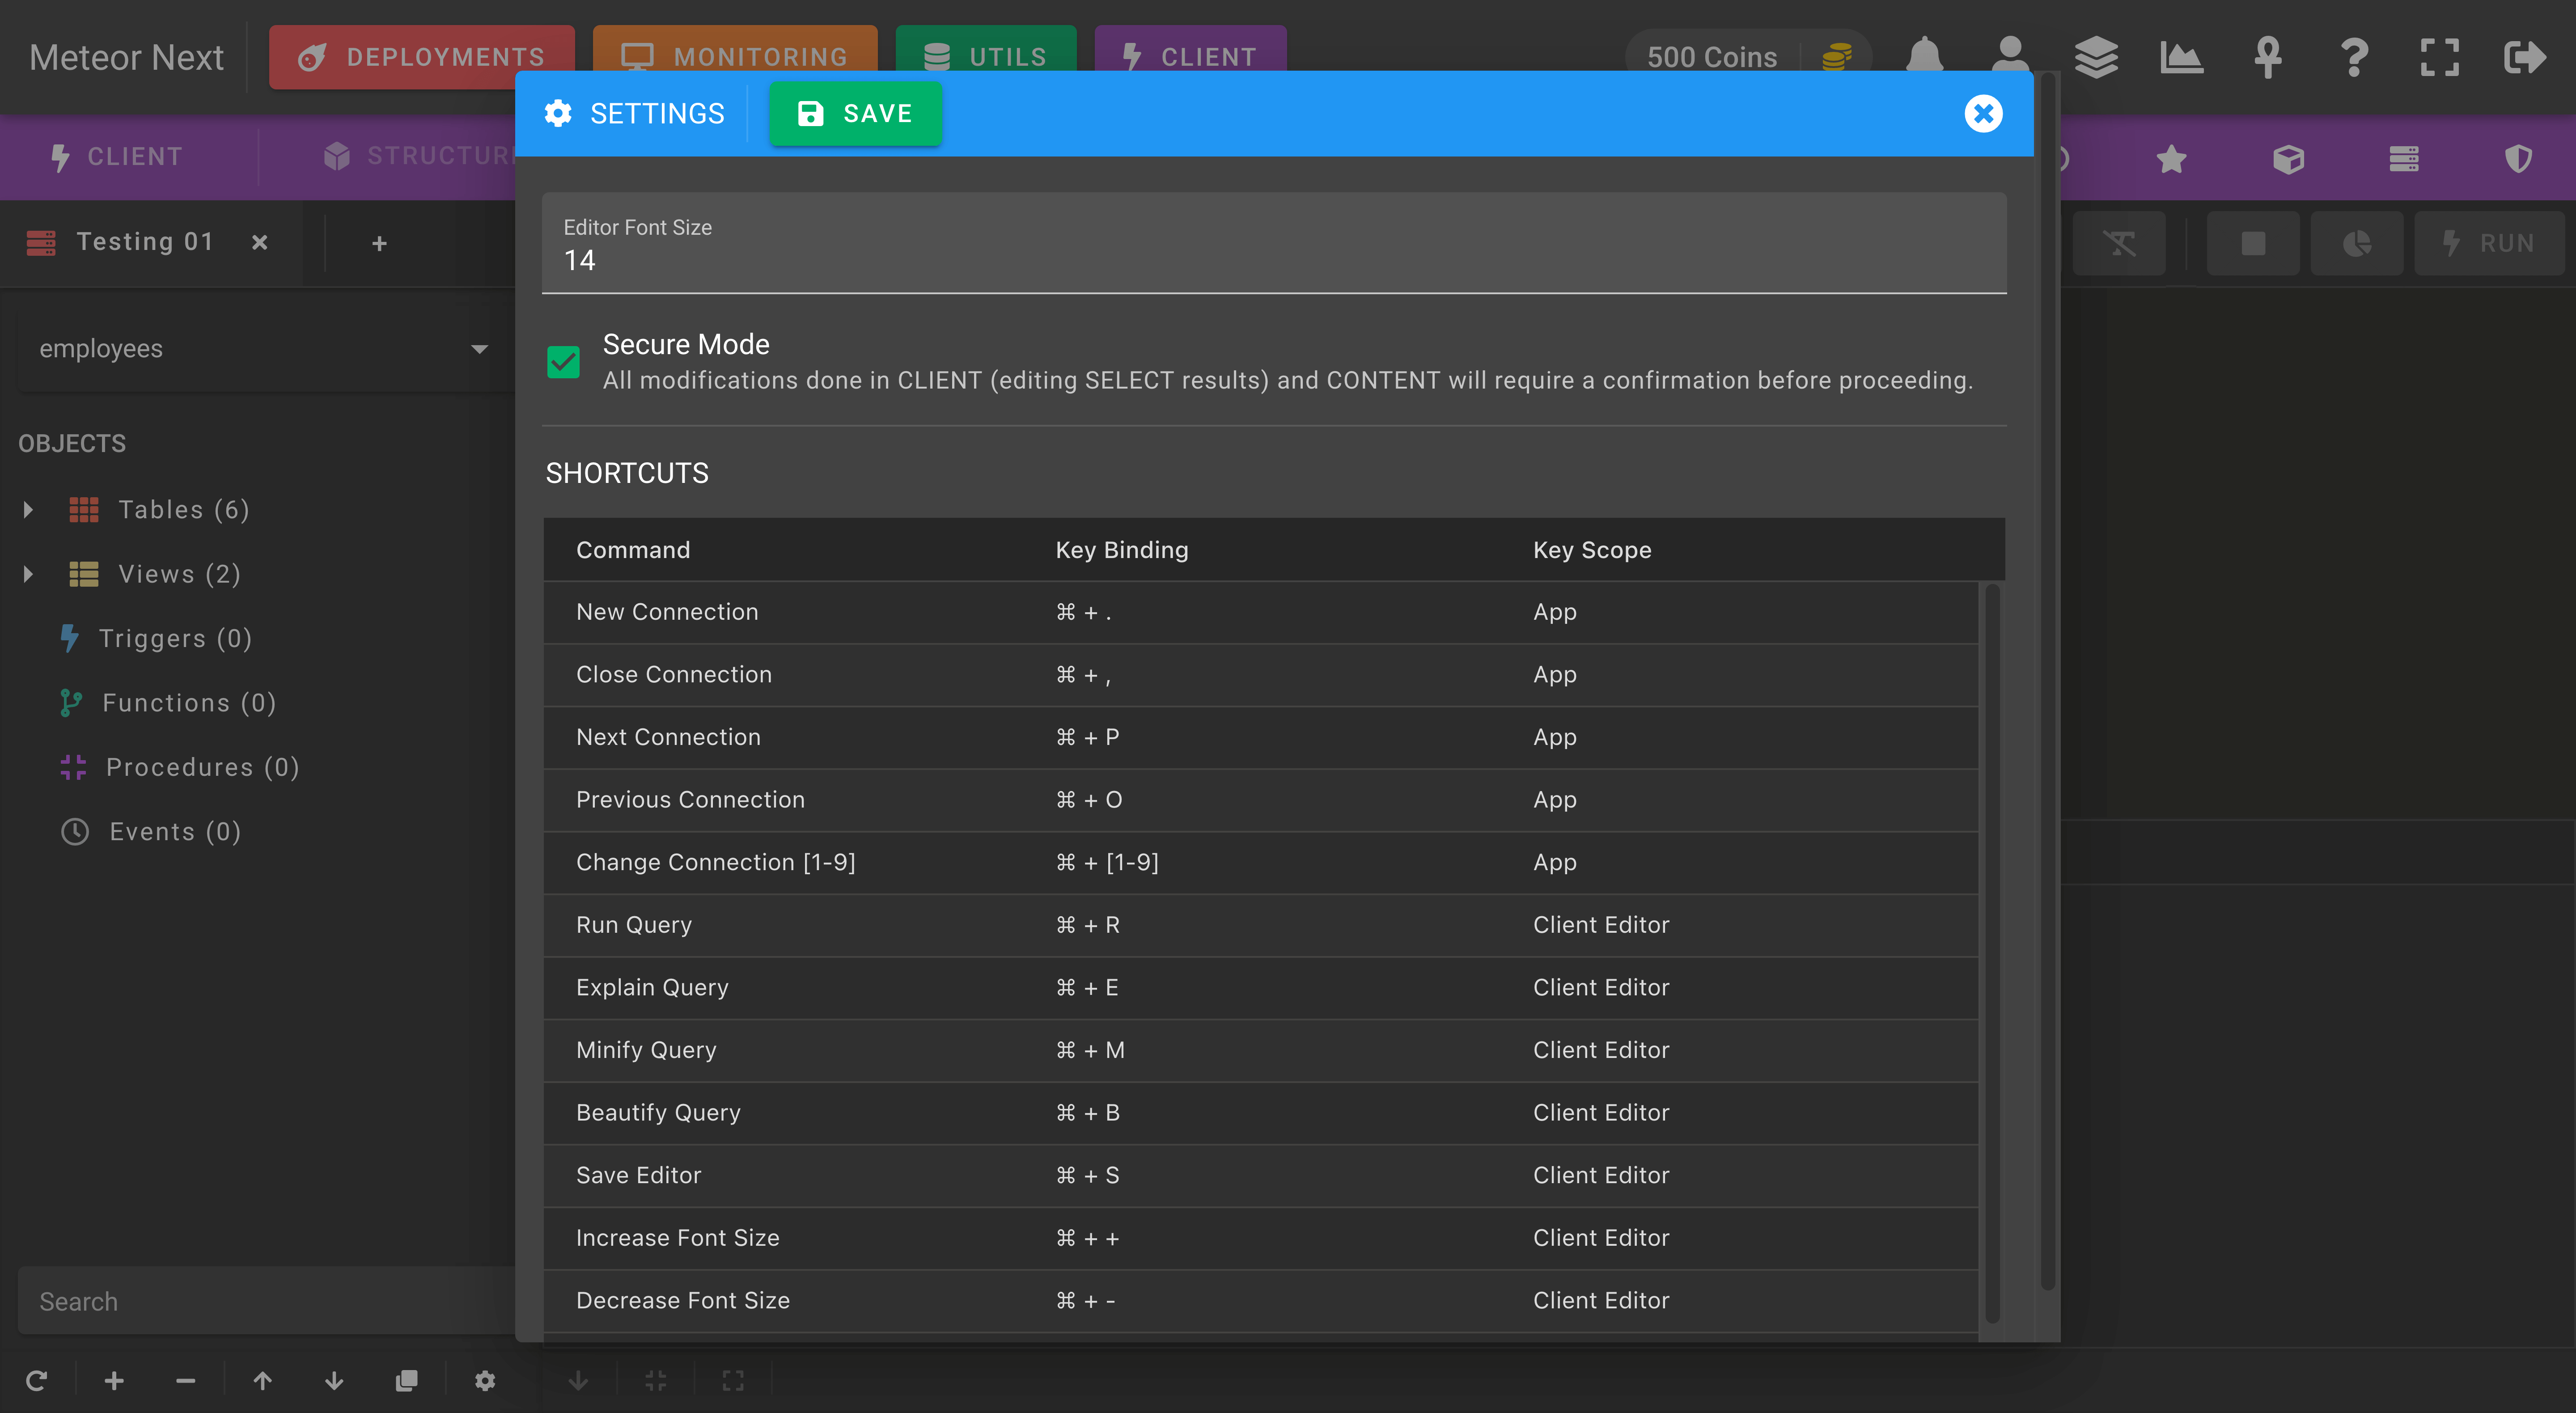 Meteor Next
DEPLOYMENTS
MONITORING
UTILS
CLIENT
500 Coins
CLIENT
SETTINGS
SAVE
Testing 01
RUN
employees
OBJECTS
Tables (6)
Views (2)
Triggers (0)
Functions (0)
Procedures (0)
Events (0)
Search
Editor Font Size
14
Secure Mode
All modifications done in CLIENT (editing SELECT results) and CONTENT will require a confirmation before proceeding.
SHORTCUTS
Command Key Binding Key Scope
New Connection ⌘ + . App
Close Connection ⌘ + , App
Next Connection ⌘ + P App
Previous Connection ⌘ + O App
Change Connection [1-9] ⌘ + [1-9] App
Run Query ⌘ + R Client Editor
Explain Query ⌘ + E Client Editor
Minify Query ⌘ + M Client Editor
Beautify Query ⌘ + B Client Editor
Save Editor ⌘ + S Client Editor
Increase Font Size ⌘ + + Client Editor
Decrease Font Size ⌘ + - Client Editor